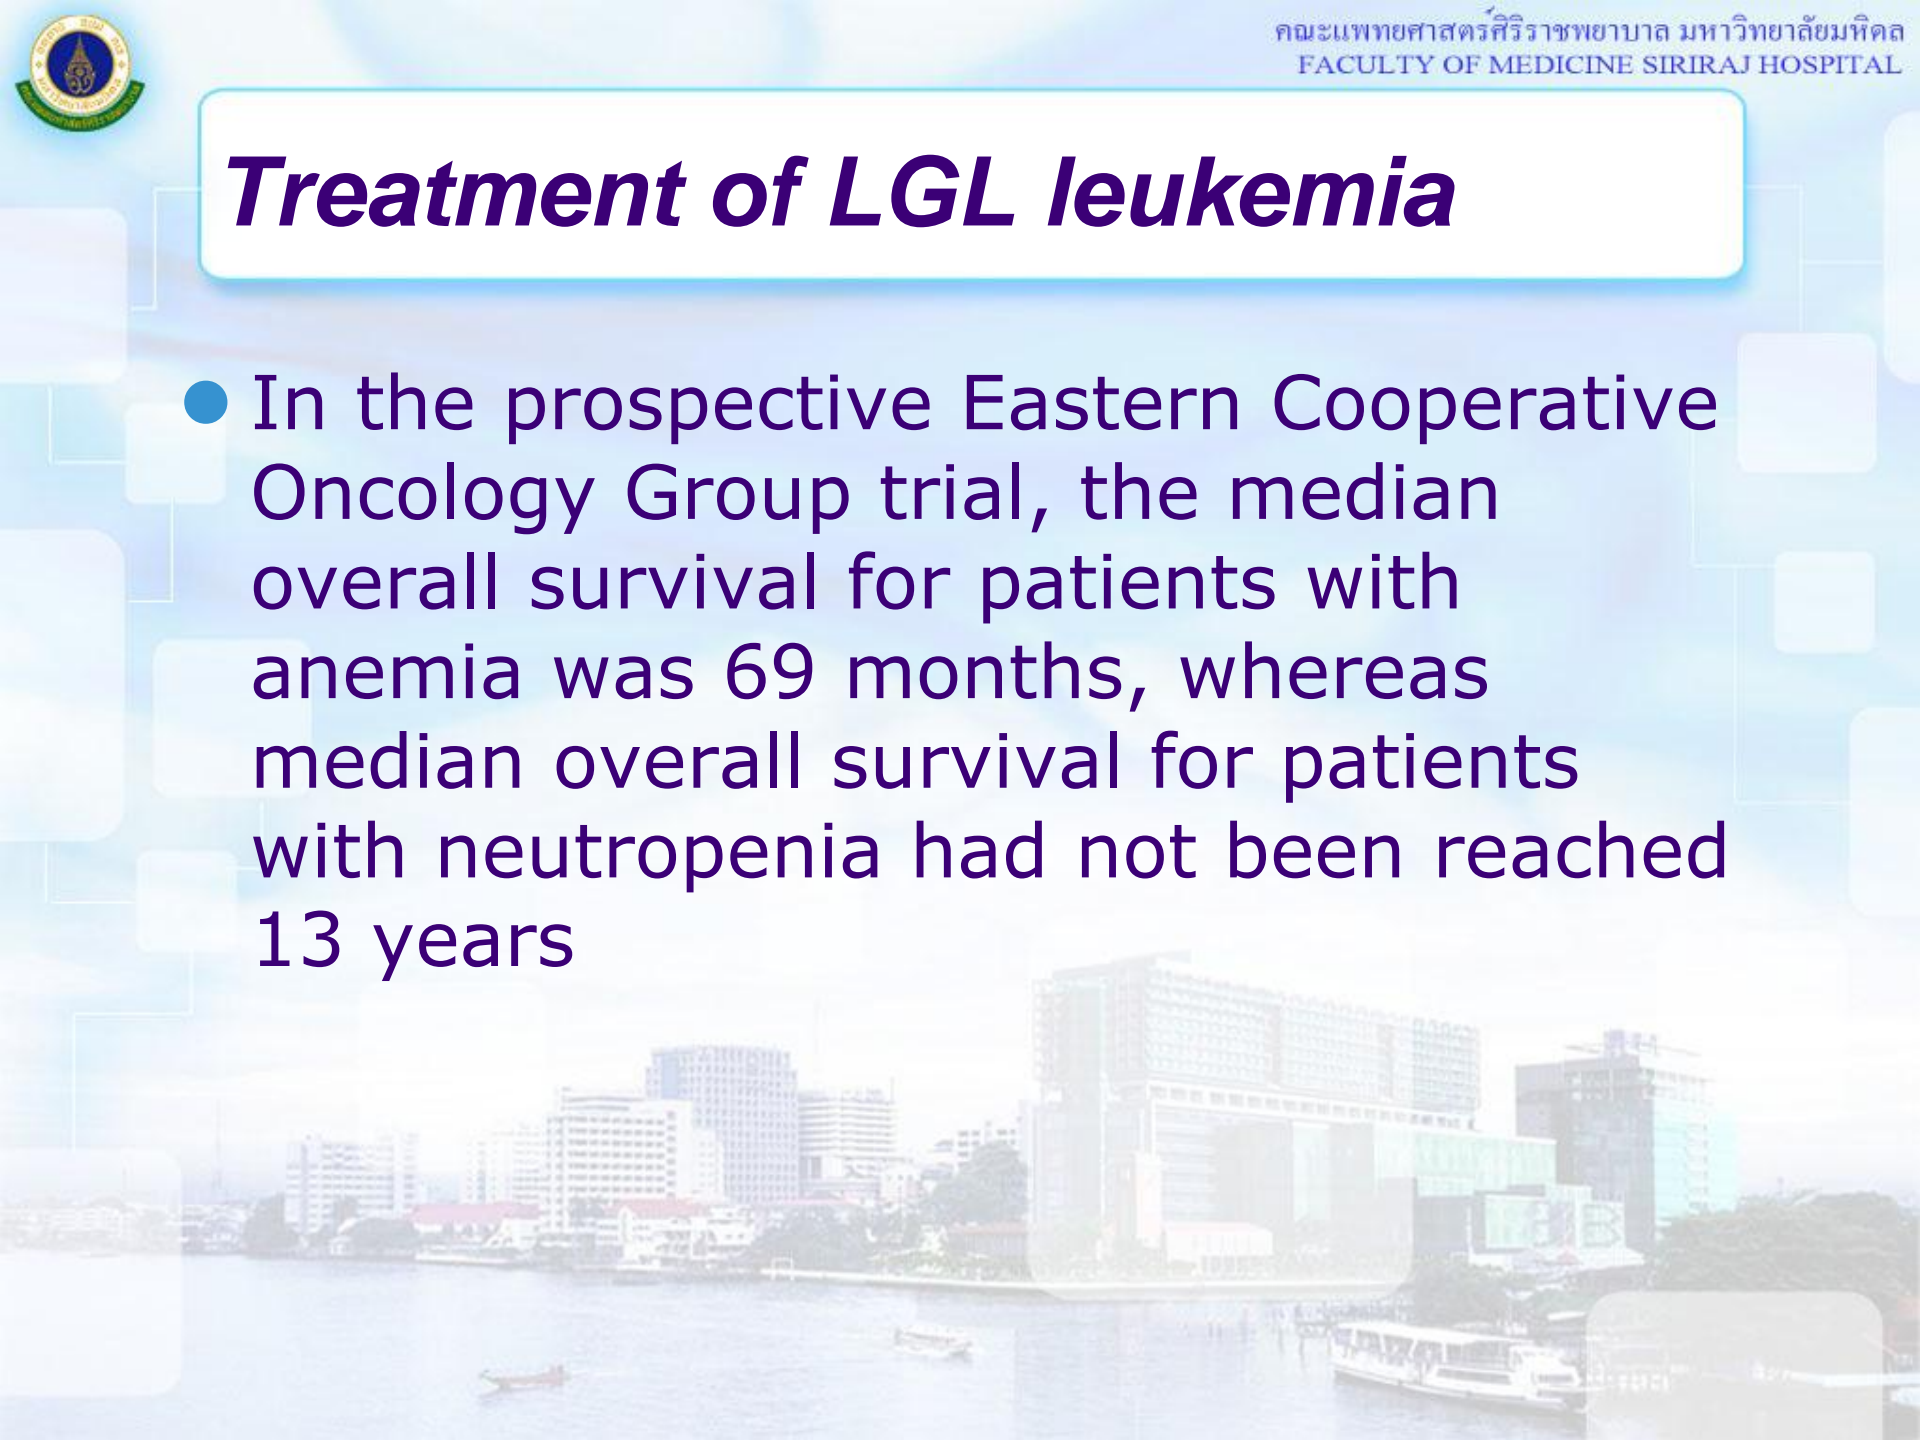 คณะแพทยศาสตร์ศิริราชพยาบาล มหาวิทยาลัยมหิดล
FACULTY OF MEDICINE SIRIRAJ HOSPITAL
Treatment of LGL leukemia
In the prospective Eastern Cooperative
Oncology Group trial, the median
overall survival for patients with
anemia was 69 months, whereas
median overall survival for patients
with neutropenia had not been reached
13 years